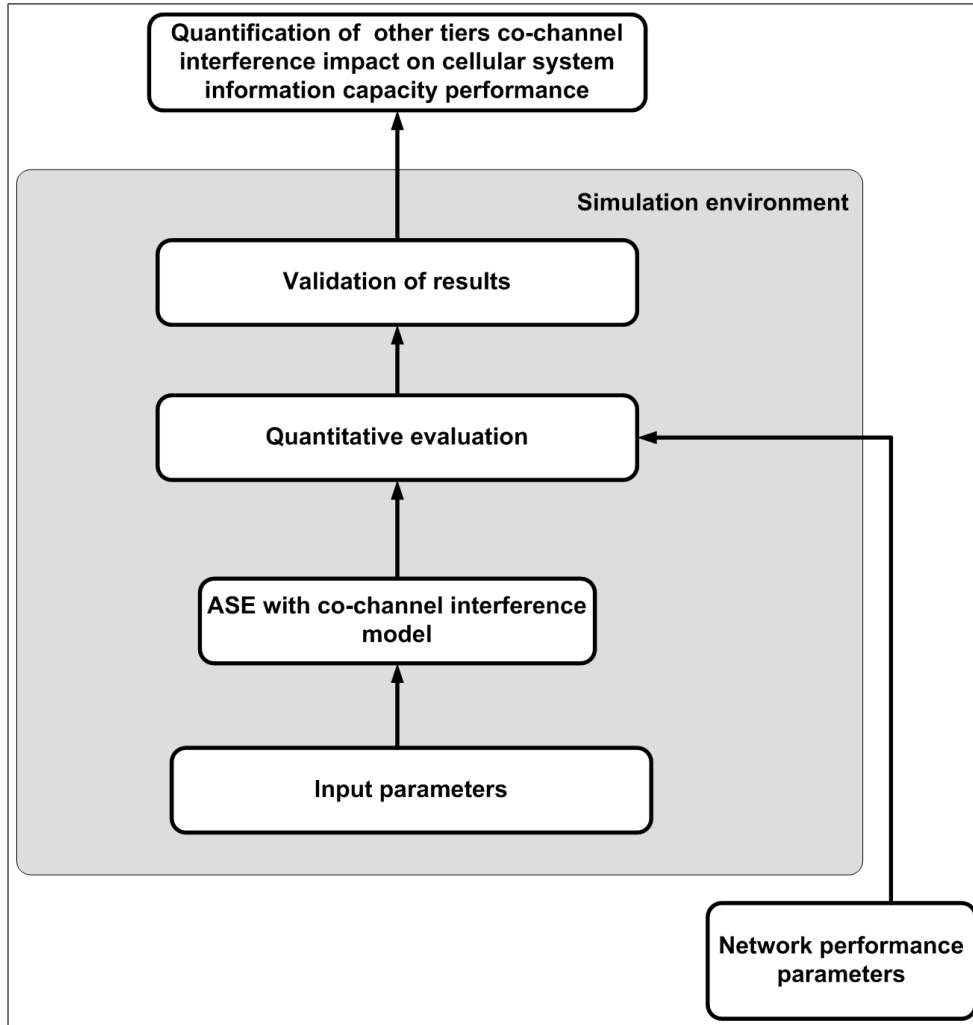 Quantification of other tiers co-channel
interference impact on cellular system
information capacity performance
Simulation environment
Validation of results
Quantitative evaluation
ASE with co-channel interference
model
Input parameters
Network performance
parameters